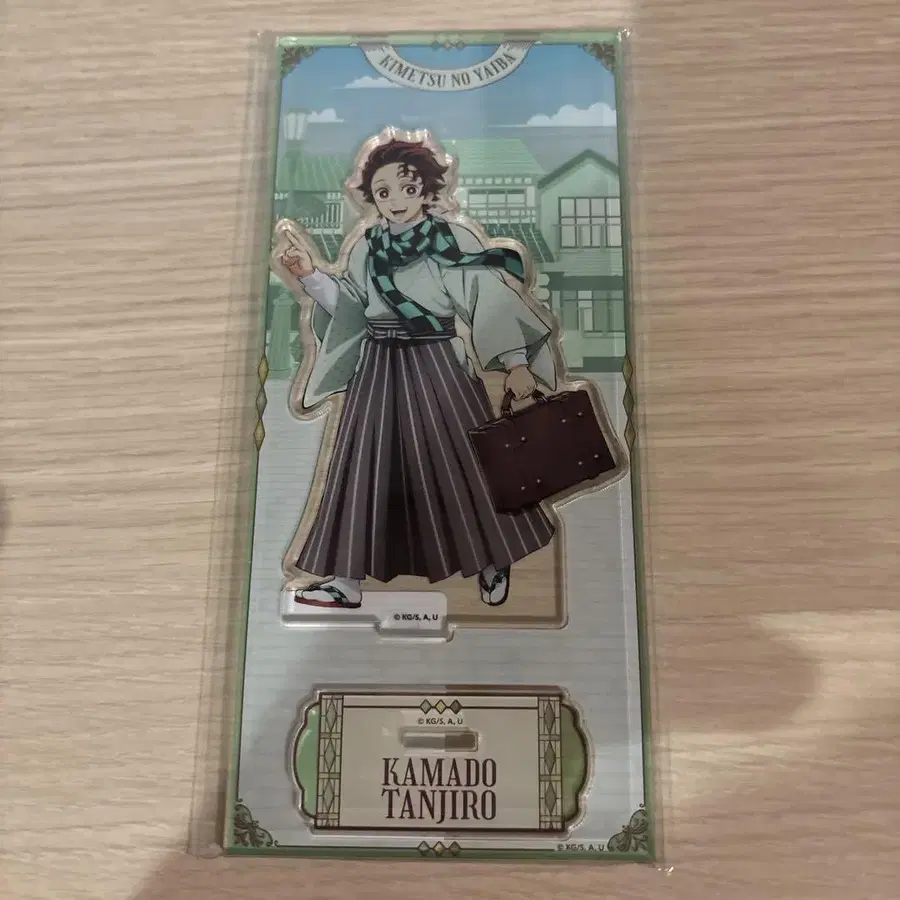 KIMETSU NO YAIBA
© KG/S, A, U
© KG/S, A, U
KAMADO
TANJIRO
© KG/S, A, U